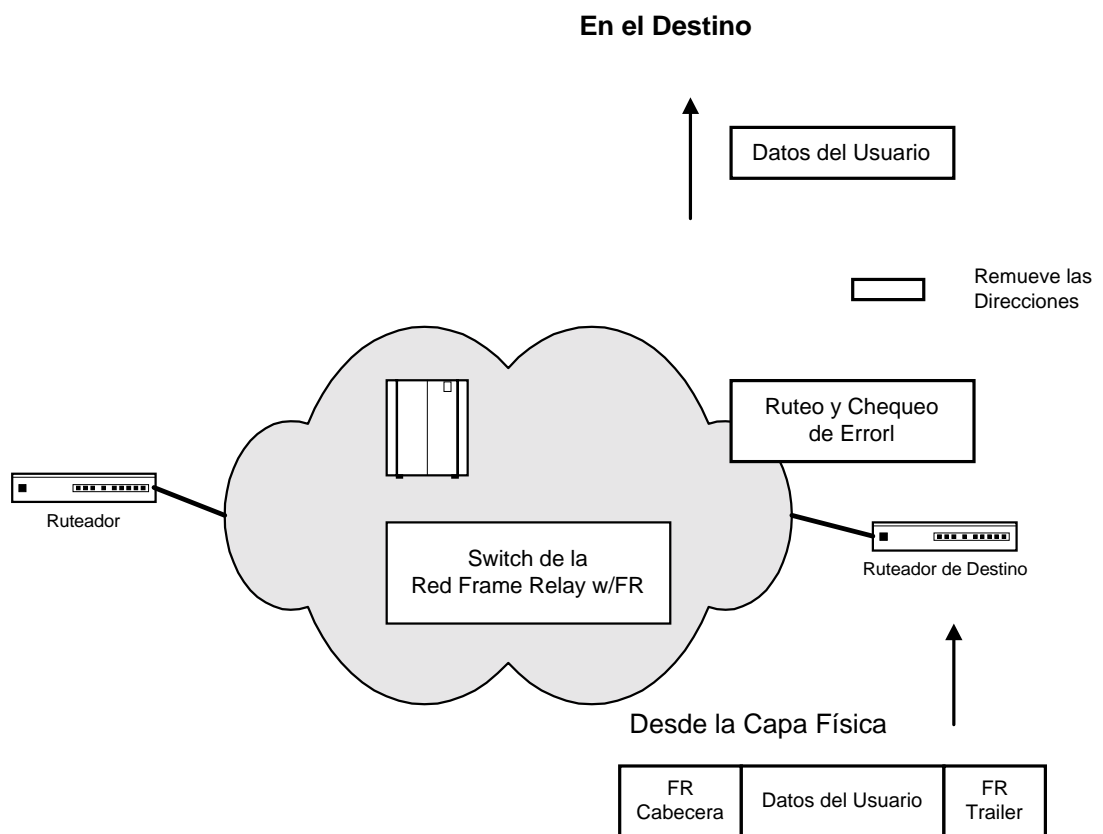 En el Destino
Datos del Usuario
Remueve las
Direcciones
Ruteo y Chequeo
de Errorl
Ruteador
Switch de la
Red Frame Relay w/FR
Ruteador de Destino
Desde la Capa Física
FR
Cabecera
Datos del Usuario
FR
Trailer